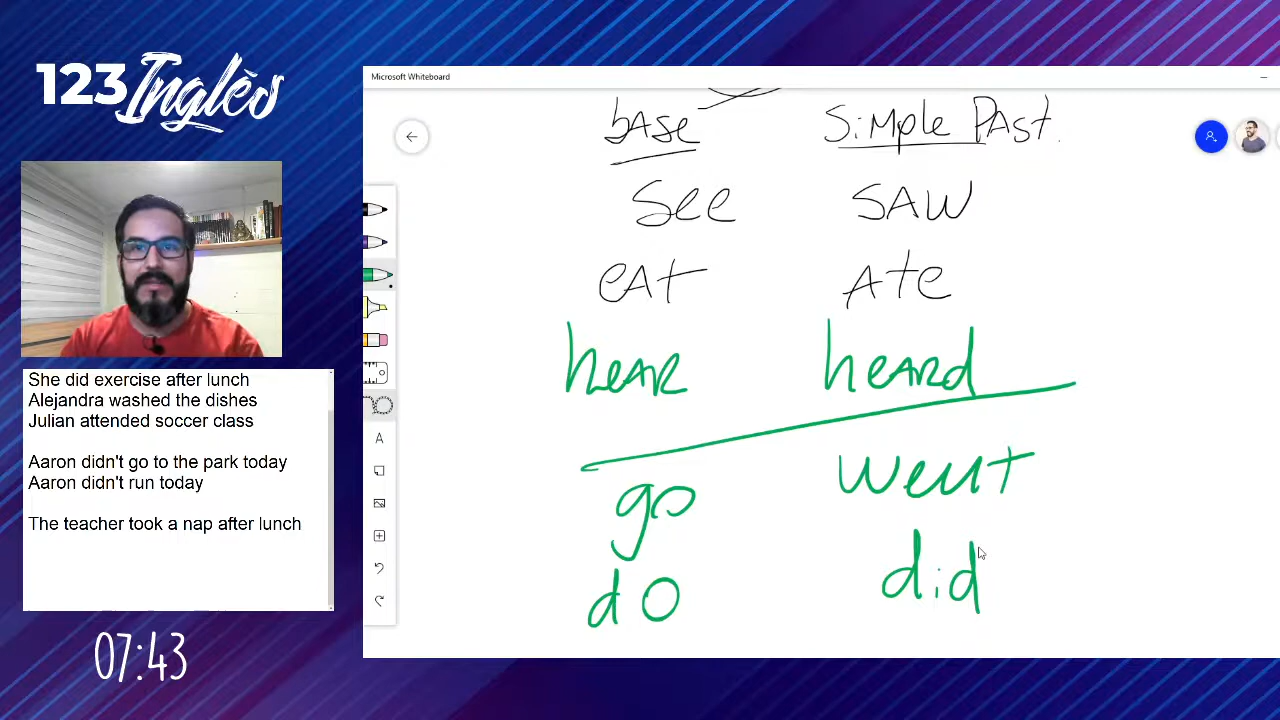 123 Inglès
Microsoft Whiteboard
bAse SiMple PAst.
see SAW
eAt Ate
heAR heARd
go went
do did
A
She did exercise after lunch
Alejandra washed the dishes
Julian attended soccer class
Aaron didn't go to the park today
Aaron didn't run today
The teacher took a nap after lunch
07:43